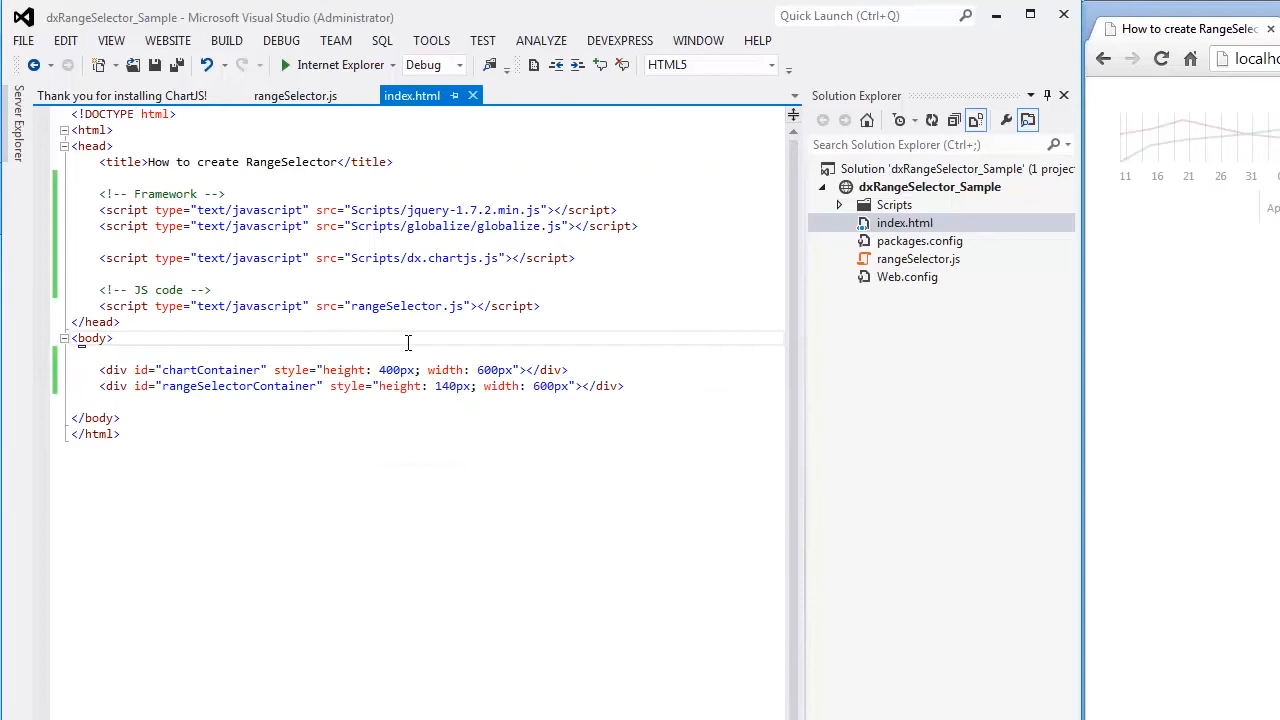 dxRangeSelector_Sample - Microsoft Visual Studio (Administrator)
Quick Launch (Ctrl+Q)
FILE EDIT VIEW WEBSITE BUILD DEBUG TEAM SQL TOOLS TEST ANALYZE DEVEXPRESS WINDOW HELP
Internet Explorer Debug HTML5
Server Explorer
Thank you for installing ChartJS! rangeSelector.js index.html
<!DOCTYPE html>
<html>
<head>
<title>How to create RangeSelector</title>
<!-- Framework -->
<script type="text/javascript" src="Scripts/jquery-1.7.2.min.js"></script>
<script type="text/javascript" src="Scripts/globalize/globalize.js"></script>
<script type="text/javascript" src="Scripts/dx.chartjs.js"></script>
<!-- JS code -->
<script type="text/javascript" src="rangeSelector.js"></script>
</head>
<body>
<div id="chartContainer" style="height: 400px; width: 600px"></div>
<div id="rangeSelectorContainer" style="height: 140px; width: 600px"></div>
</body>
</html>
Solution Explorer
Search Solution Explorer (Ctrl+;)
Solution 'dxRangeSelector_Sample' (1 projec
dxRangeSelector_Sample
Scripts
index.html
packages.config
rangeSelector.js
Web.config
How to create RangeSelec
localho
11 16 21 26 31
Ap